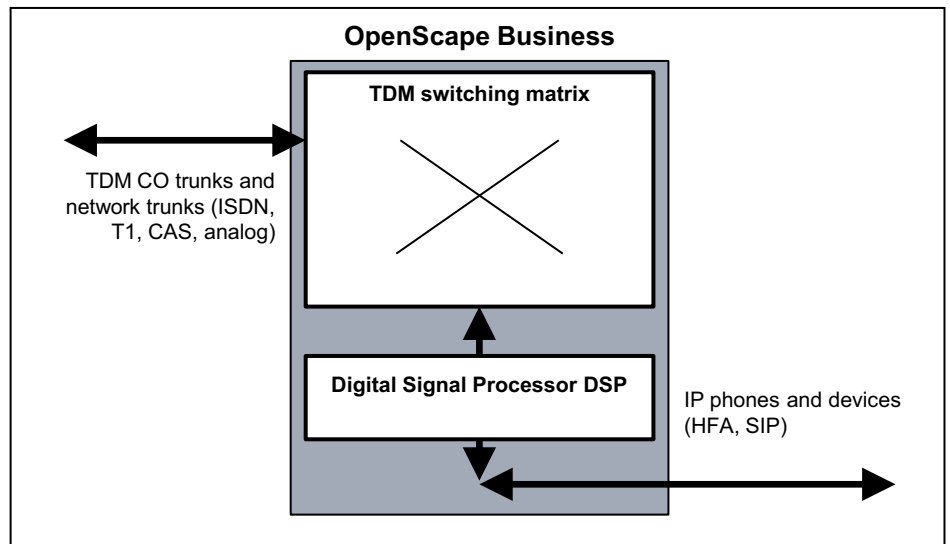 OpenScape Business
TDM switching matrix
TDM CO trunks and
network trunks (ISDN,
T1, CAS, analog)
Digital Signal Processor DSP
IP phones and devices
(HFA, SIP)